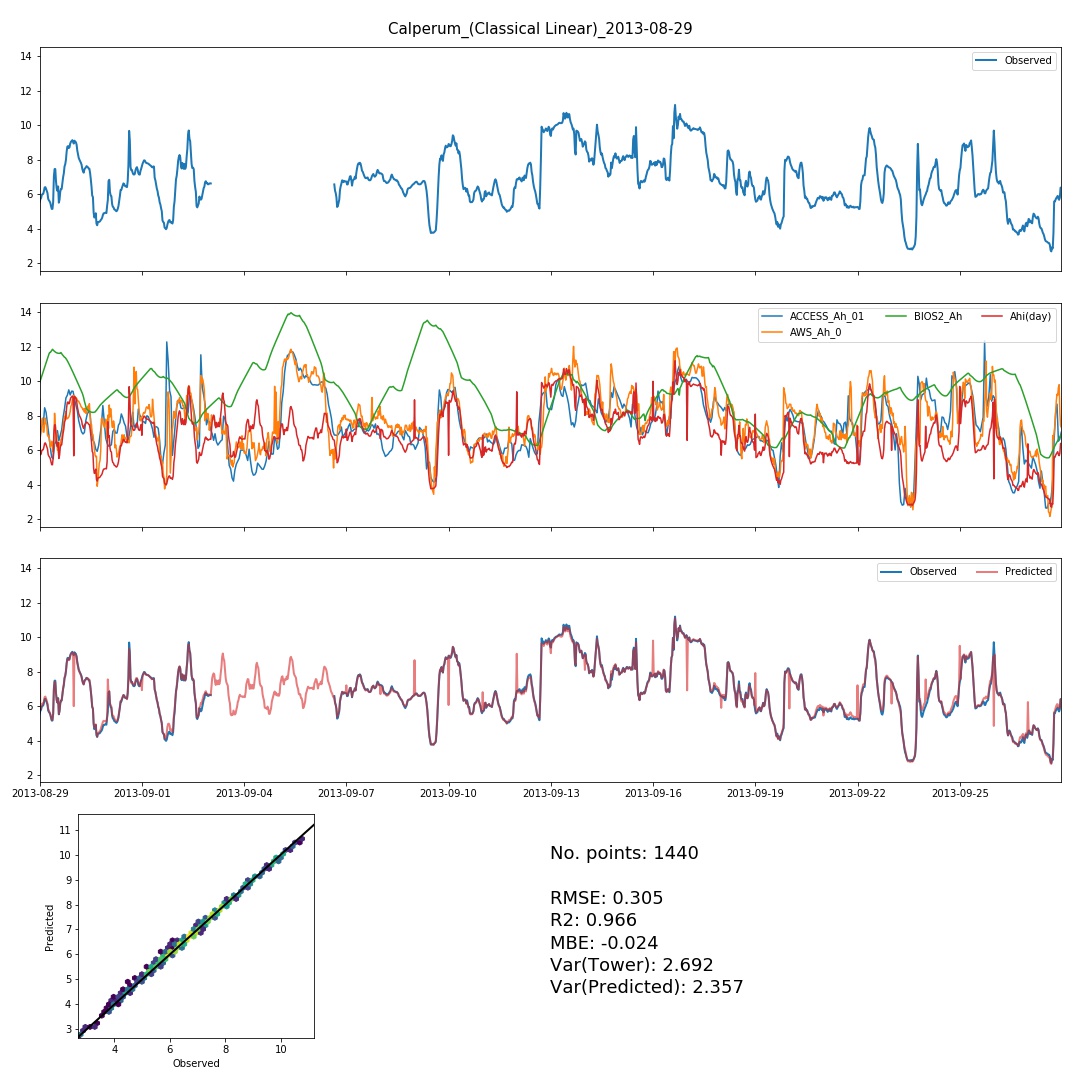 Calperum_(Classical Linear)_2013-08-29
14
12
10
8
6
4
2
Observed
14
12
10
8
6
4
2
ACCESS_Ah_01
AWS_Ah_0
BIOS2_Ah
Ahi(day)
14
12
10
8
6
4
2
Observed
Predicted
2013-08-29 2013-09-01 2013-09-04 2013-09-07 2013-09-10 2013-09-13 2013-09-16 2013-09-19 2013-09-22 2013-09-25
11
10
9
8
7
6
5
4
3
Predicted
4 6 8 10
Observed
No. points: 1440
RMSE: 0.305
R2: 0.966
MBE: -0.024
Var(Tower): 2.692
Var(Predicted): 2.357